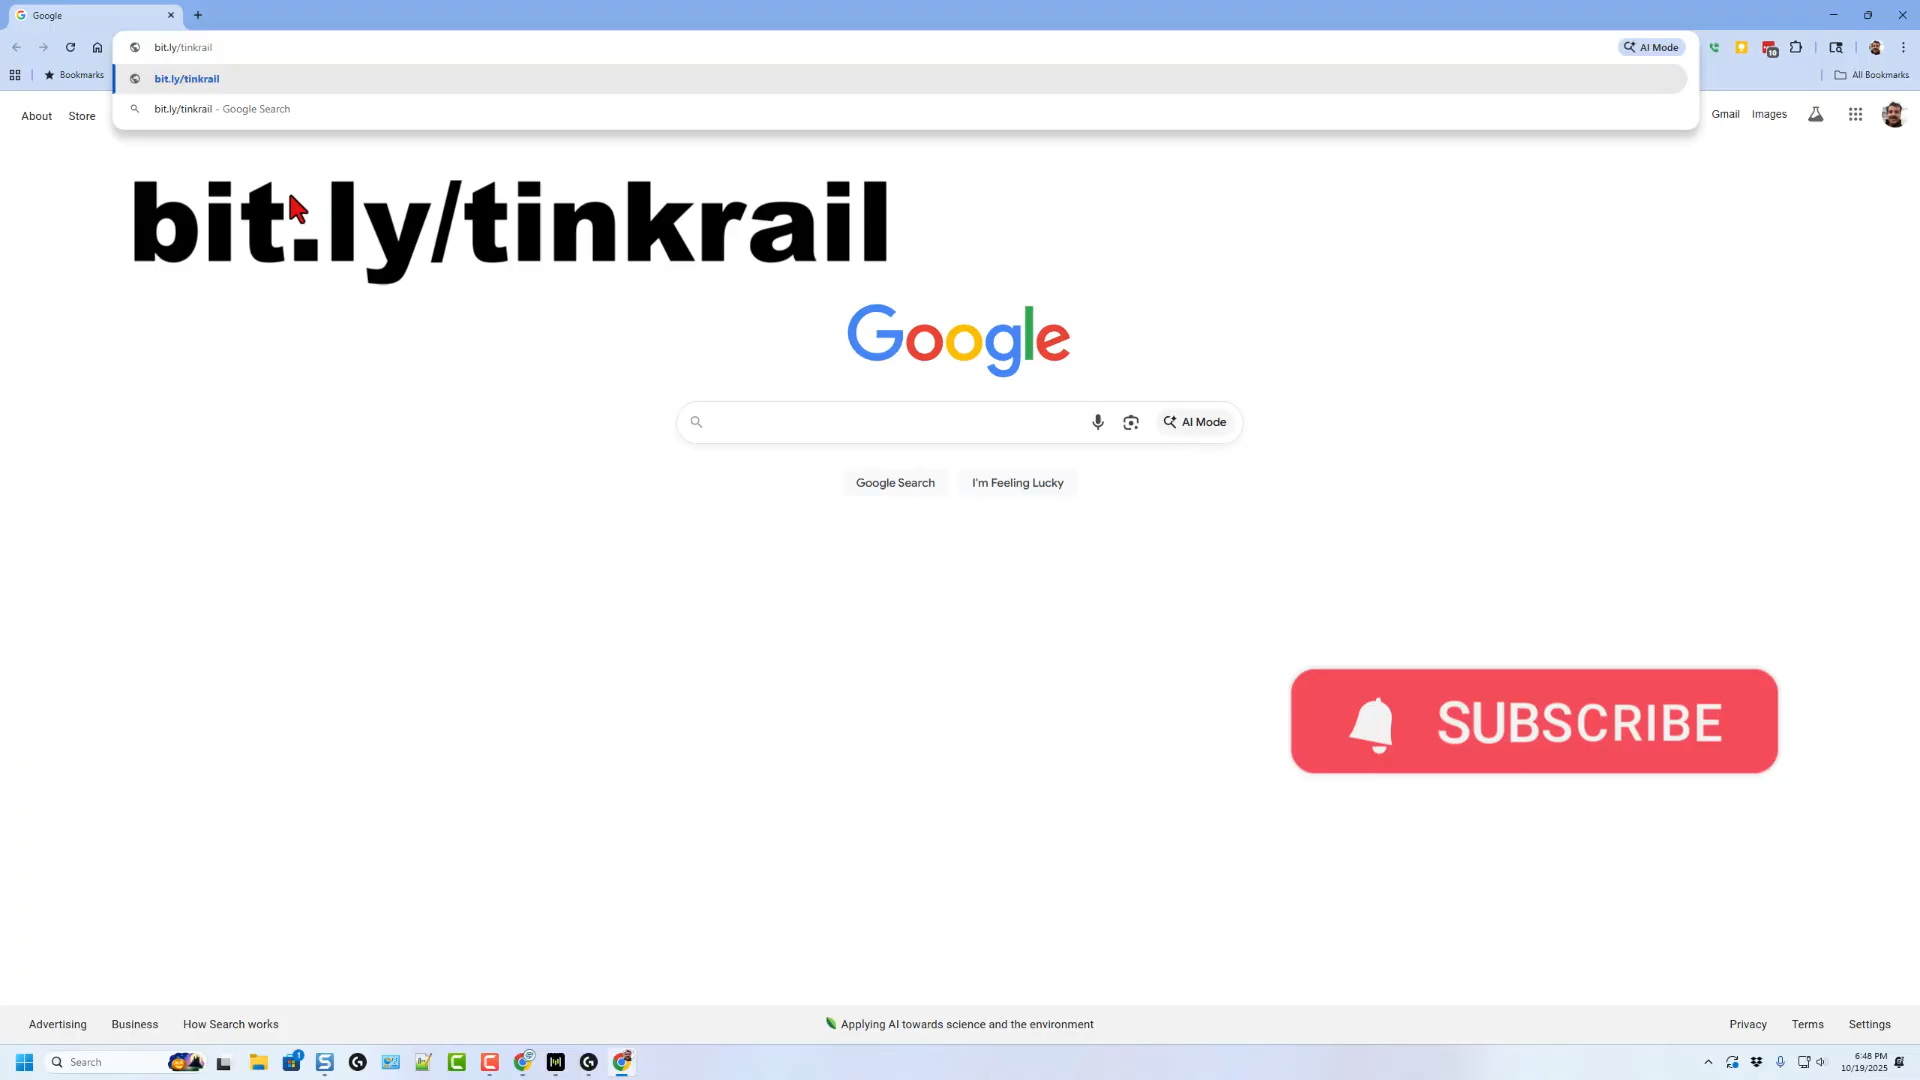 Google
bit.ly/tinkrail
AI Mode
10
Bookmarks
bit.ly/tinkrail
All Bookmarks
bit.ly/tinkrail - Google Search
About
Store
Gmail
Images
bit.ly/tinkrail
Google
AI Mode
Google Search
I'm Feeling Lucky
SUBSCRIBE
Advertising
Business
How Search works
Applying AI towards science and the environment
Privacy
Terms
Settings
Search
1
6:48 PM
10/19/2025